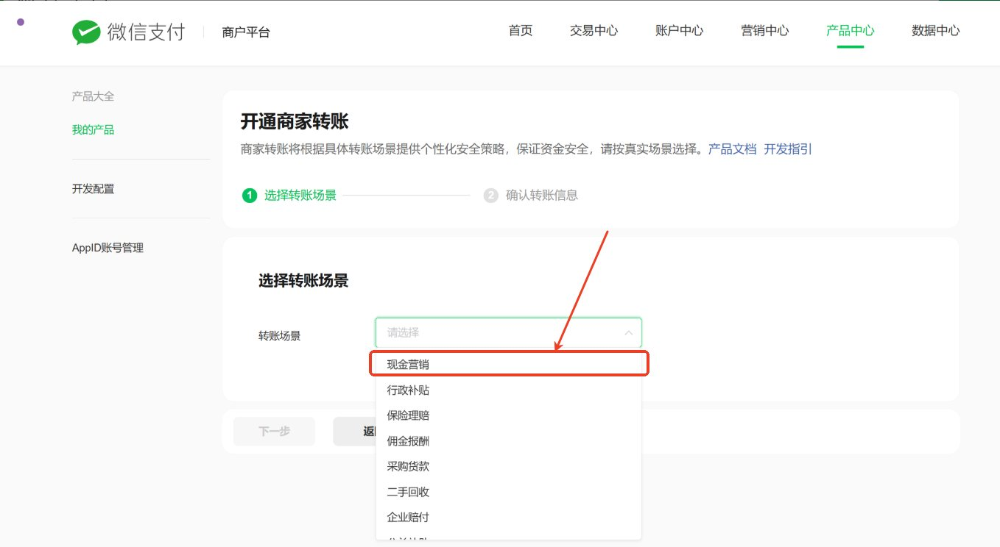 微信支付 商户平台 首页 交易中心 账户中心 营销中心 产品中心 数据中心
产品大全
我的产品
开发配置
AppID账号管理
开通商家转账
商家转账将根据具体转账场景提供个性化安全策略，保证资金安全，请按真实场景选择。产品文档 开发指引
1 选择转账场景 2 确认转账信息
选择转账场景
转账场景 请选择
现金营销
行政补贴
保险理赔
佣金报酬
采购货款
二手回收
企业赔付
下一步